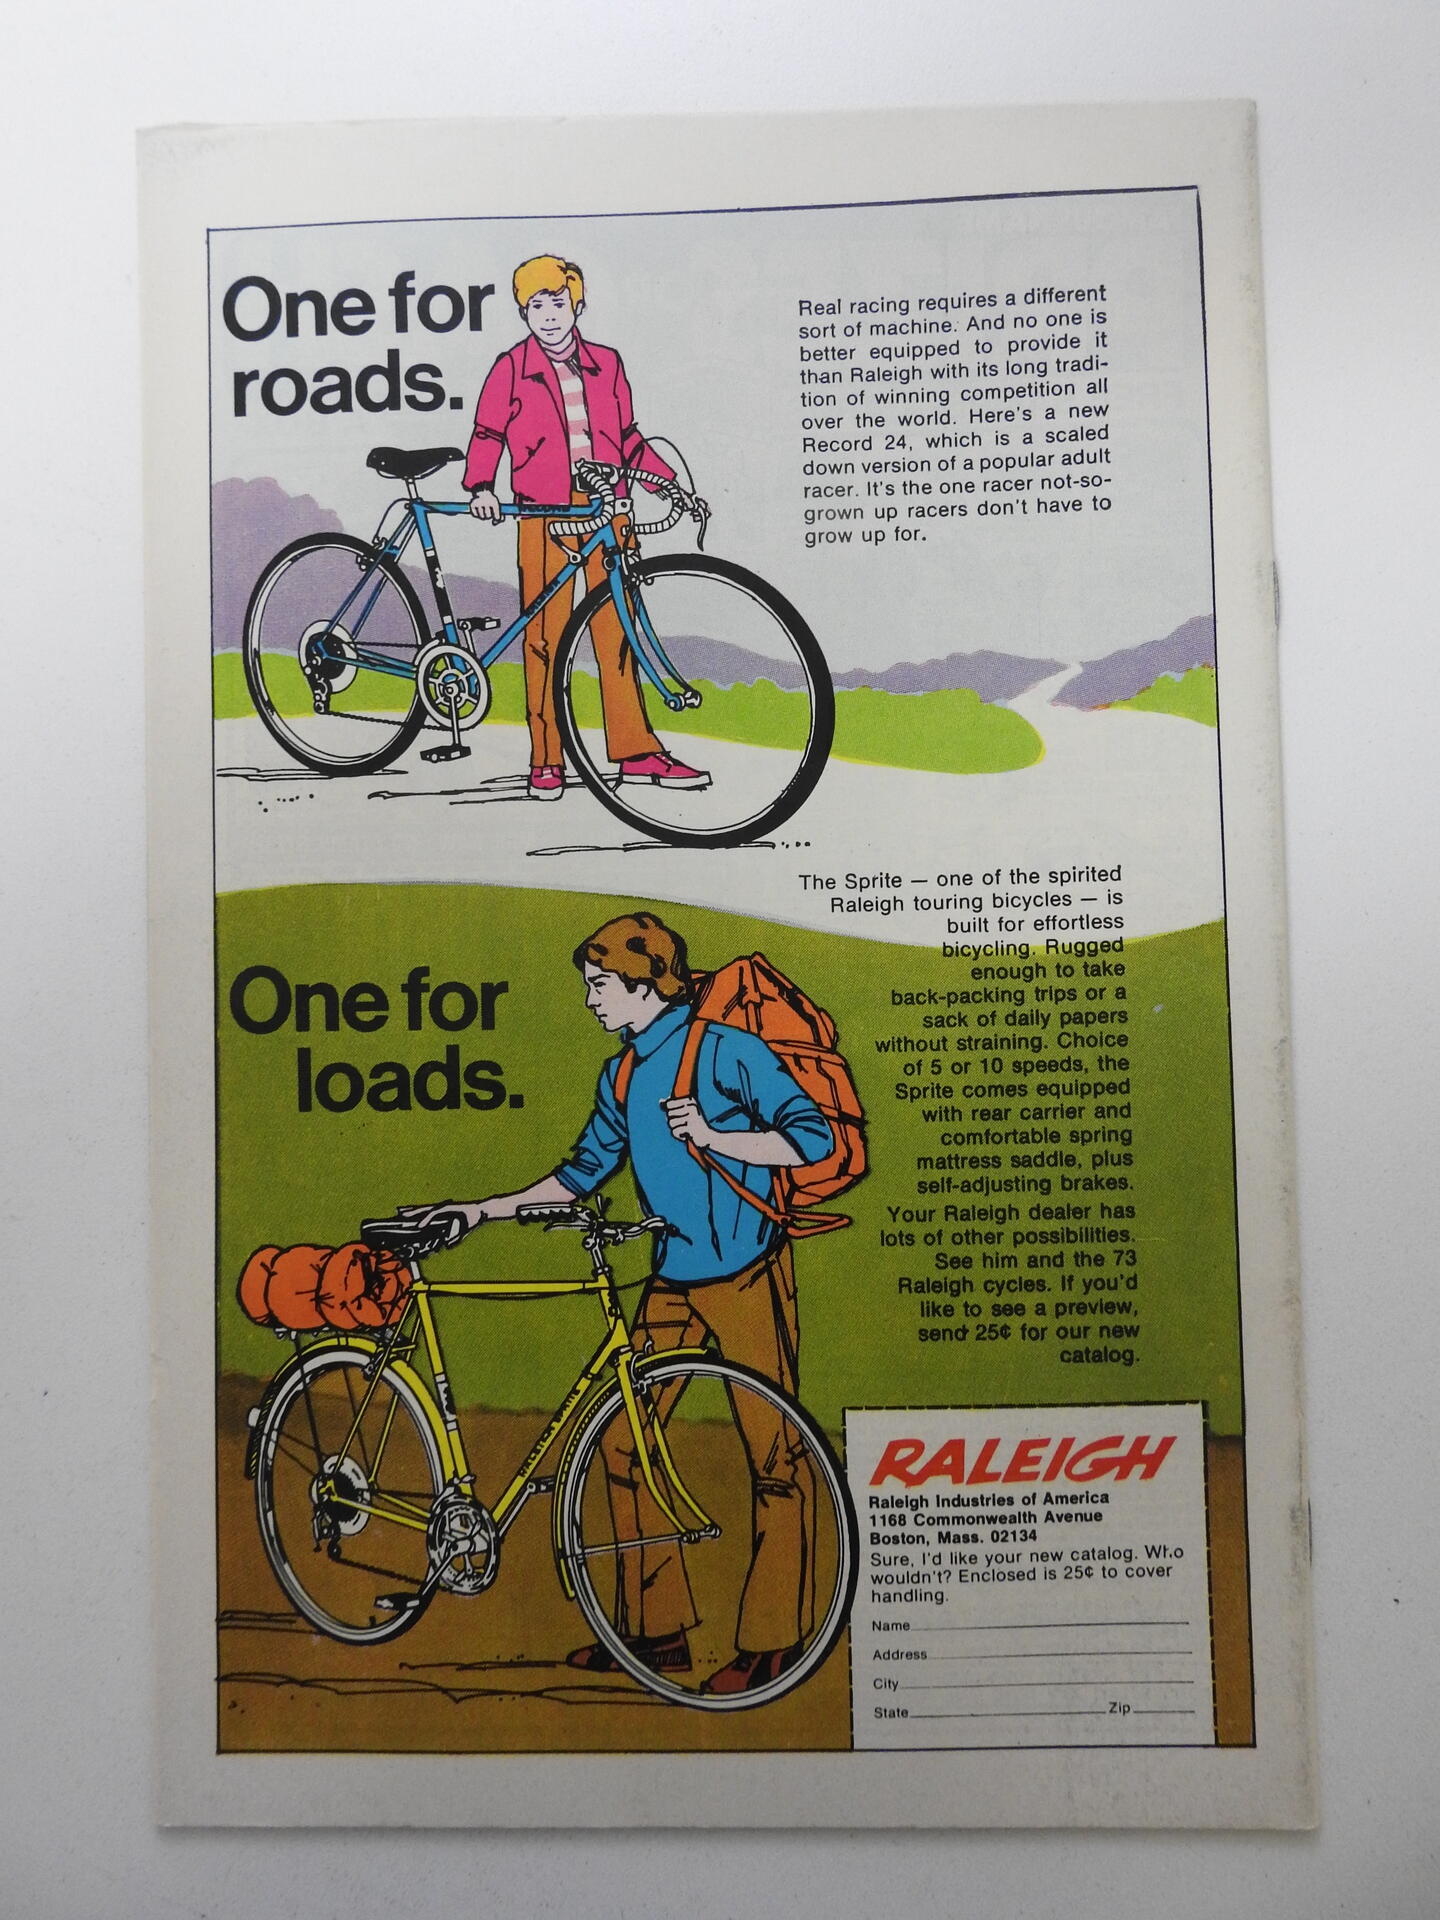 One for
roads.
Real racing requires a different
sort of machine. And no one is
better equipped to provide it
than Raleigh with its long tradi-
tion of winning competition all
over the world. Here's a new
Record 24, which is a scaled
down version of a popular adult
racer. It's the one racer not-so-
grown up racers don't have to
grow up for.
RECORD
RALEIGH
The Sprite — one of the spirited
Raleigh touring bicycles — is
built for effortless
bicycling. Rugged
enough to take
back-packing trips or a
sack of daily papers
without straining. Choice
of 5 or 10 speeds, the
Sprite comes equipped
with rear carrier and
comfortable spring
mattress saddle, plus
self-adjusting brakes.
Your Raleigh dealer has
lots of other possibilities.
See him and the 73
Raleigh cycles. If you'd
like to see a preview,
send 25¢ for our new
catalog.
One for
loads.
RALEIGH SPRITE
RALEIGH
Raleigh Industries of America
1168 Commonwealth Avenue
Boston, Mass. 02134
Sure, I'd like your new catalog. Who
wouldn't? Enclosed is 25¢ to cover
handling.
Name
Address
City
State Zip